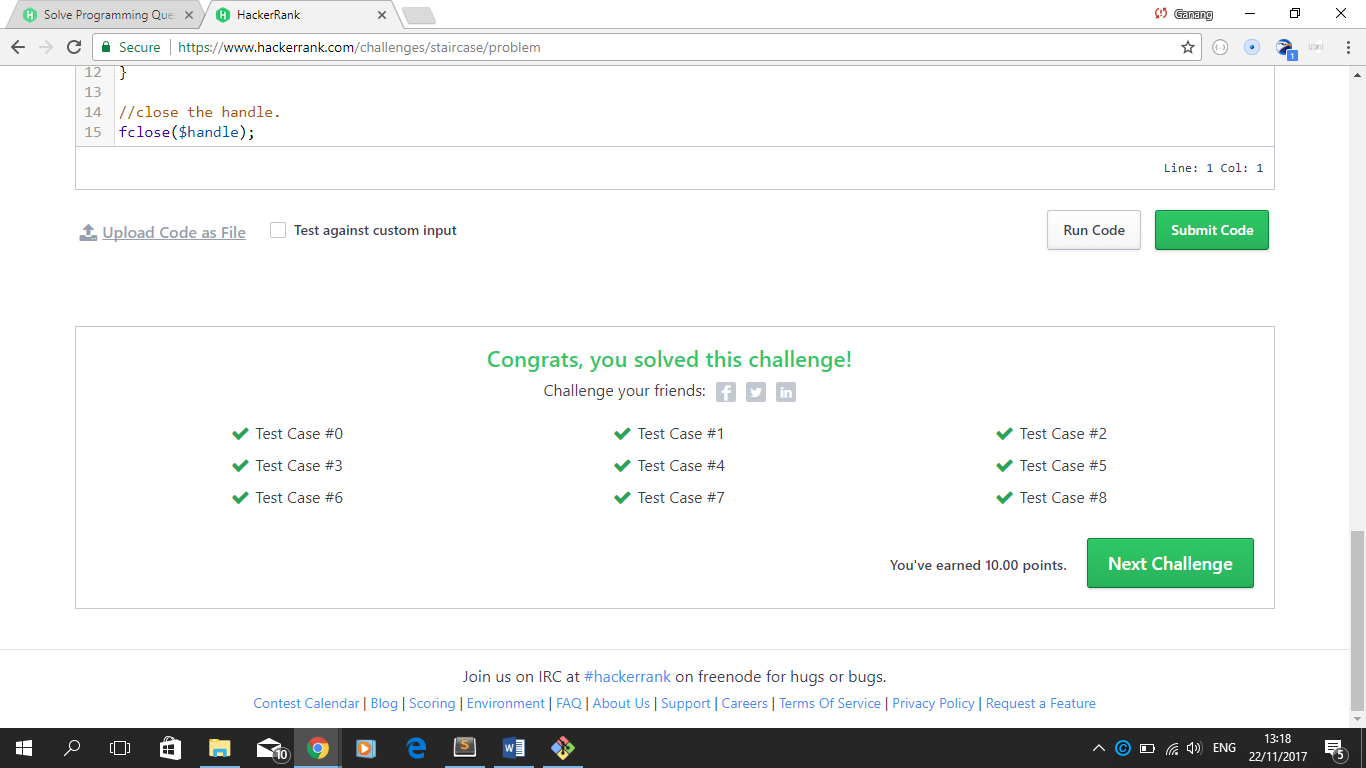 Solve Programming Que
HackerRank
Ganang
Secure https://www.hackerrank.com/challenges/staircase/problem
1
12 }
13
14 //close the handle.
15 fclose($handle);
Line: 1 Col: 1
Upload Code as File
Test against custom input
Run Code
Submit Code
Congrats, you solved this challenge!
Challenge your friends:
Test Case #0 Test Case #1 Test Case #2
Test Case #3 Test Case #4 Test Case #5
Test Case #6 Test Case #7 Test Case #8
You've earned 10.00 points.
Next Challenge
Join us on IRC at #hackerrank on freenode for hugs or bugs.
Contest Calendar | Blog | Scoring | Environment | FAQ | About Us | Support | Careers | Terms Of Service | Privacy Policy | Request a Feature
10
ENG
13:18
22/11/2017
5